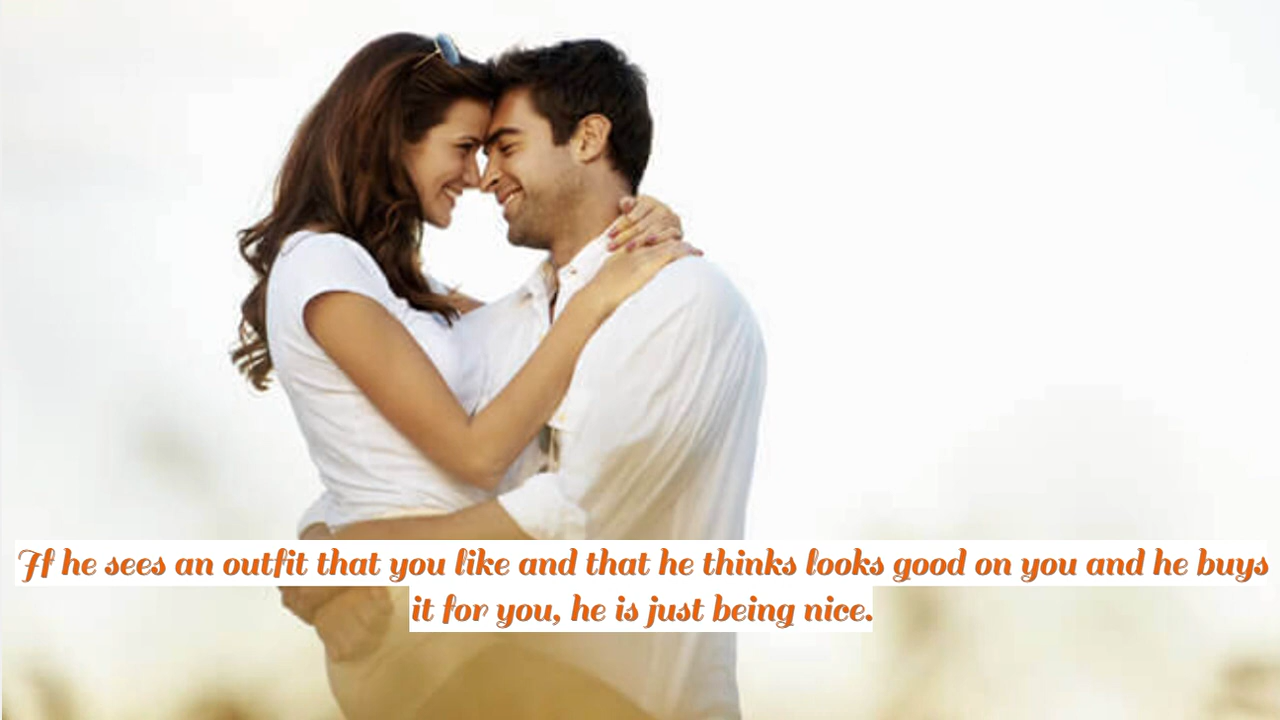 If he sees an outfit that you like and that he thinks looks good on you and he buys
it for you, he is just being nice.